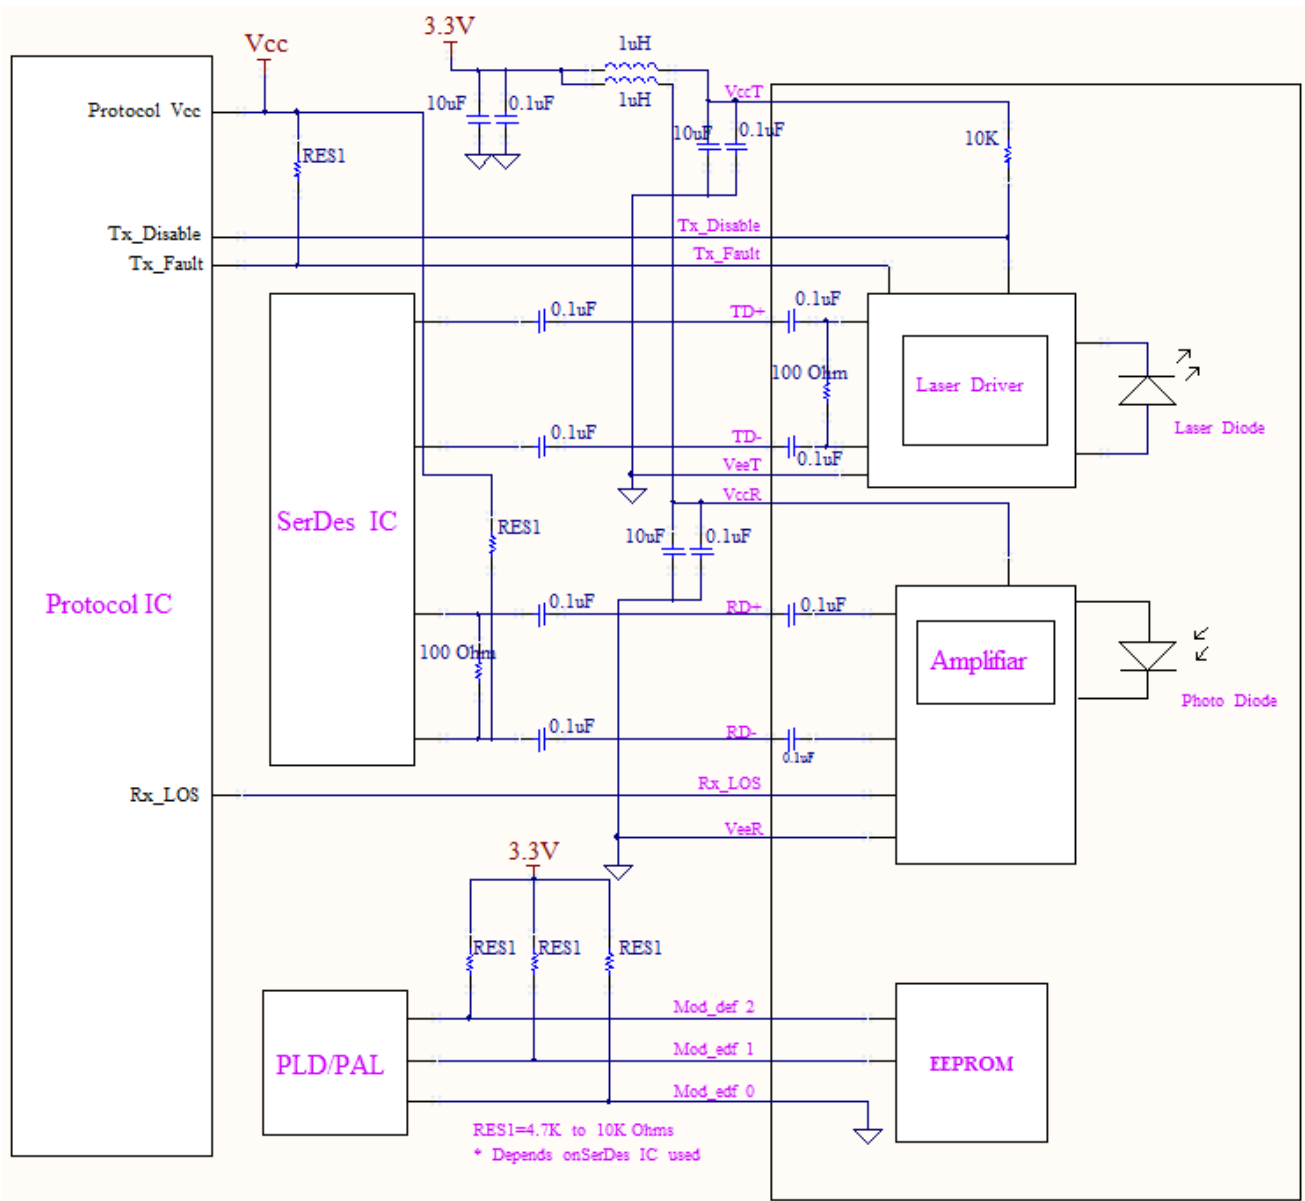 3.3V
Vcc
1uH
1uH
VccT
Protocol Vcc
10uF
0.1uF
10uF
0.1uF
10K
RES1
Tx_Disable
Tx_Disable
Tx_Fault
Tx_Fault
0.1uF
0.1uF
TD+
100 Ohm
Laser Driver
Laser Diode
0.1uF
TD-
0.1uF
VeeT
VccR
SerDes IC
RES1
10uF
0.1uF
Protocol IC
0.1uF
RD+
0.1uF
100 Ohm
Amplifiar
Photo Diode
0.1uF
RD-
0.1uF
Rx_LOS
Rx_LOS
VeeR
3.3V
RES1
RES1
RES1
Mod_def 2
PLD/PAL
Mod_edf 1
EEPROM
Mod_edf 0
RES1=4.7K to 10K Ohms
* Depends onSerDes IC used